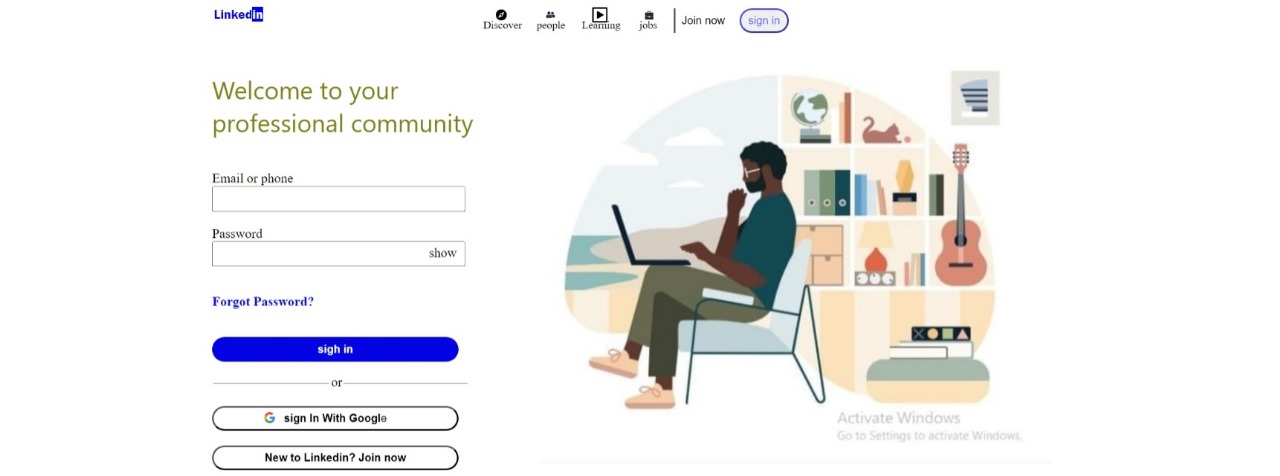 Linkedin
Discover people Learning jobs Join now sign in
Welcome to your
professional community
Email or phone
Password
show
Forgot Password?
sigh in
or
sign In With Google
New to Linkedin? Join now
Activate Windows
Go to Settings to activate Windows.